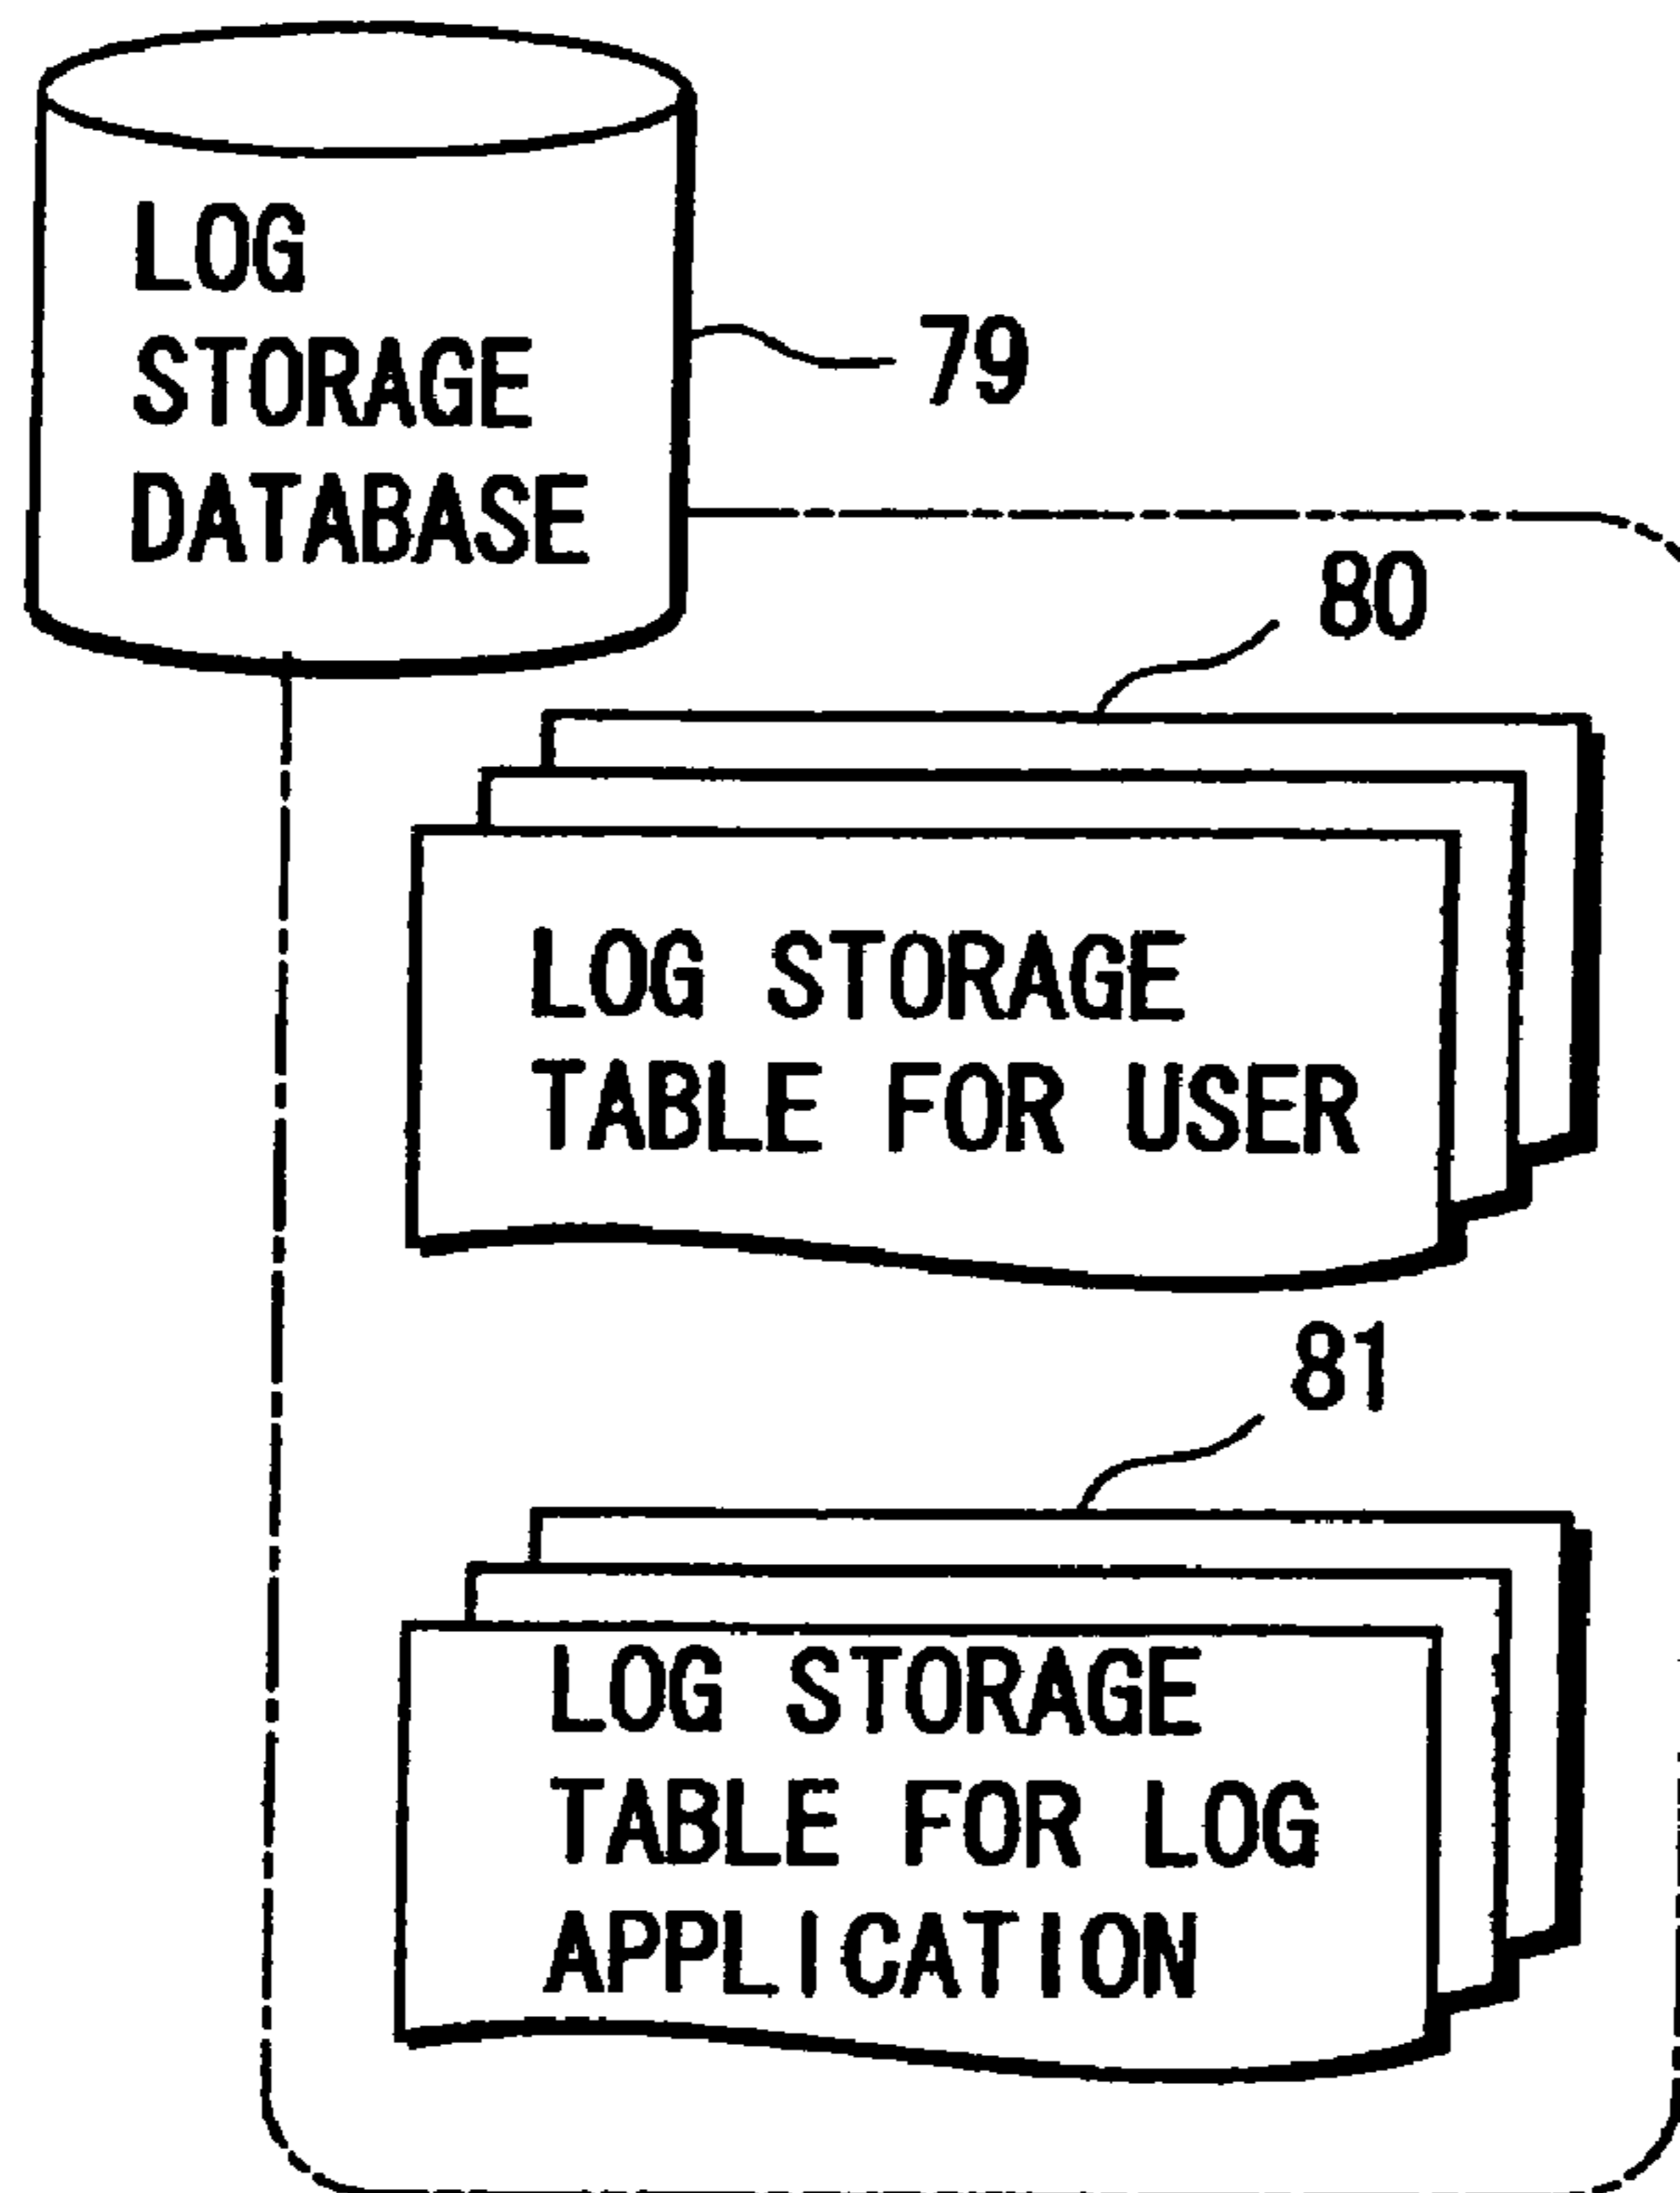 LOG
STORAGE
DATABASE
79
80
LOG STORAGE
TABLE FOR USER
81
LOG STORAGE
TABLE FOR LOG
APPLICATION